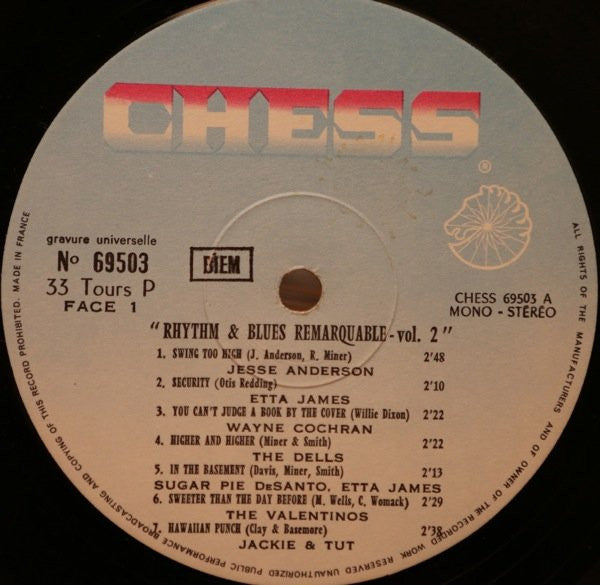 CHESS
®
gravure universelle
Nº 69503
33 Tours P
FACE 1
BIEM
CHESS 69503 A
MONO - STÉRÉO
"RHYTHM & BLUES REMARQUABLE - vol. 2"
1. SWING TOO HIGH (J. Anderson, R. Miner) 2'48
JESSE ANDERSON
2. SECURITY (Otis Redding) 2'10
ETTA JAMES
3. YOU CAN'T JUDGE A BOOK BY THE COVER (Willie Dixon) 2'22
WAYNE COCHRAN
4. HIGHER AND HIGHER (Miner & Smith) 2'22
THE DELLS
5. IN THE BASEMENT (Davis, Miner, Smith) 2'13
SUGAR PIE DeSANTO, ETTA JAMES
6. SWEETER THAN THE DAY BEFORE (M. Wells, C. Womack) 2'29
THE VALENTINOS
7. HAWAIIAN PUNCH (Clay & Basemore) 2'38
JACKIE & TUT
ALL RIGHTS OF THE MANUFACTURERS AND OF OWNER OF THE RECORDED WORK RESERVED UNAUTHORIZED PUBLIC PERFORMANCE BROADCASTING AND COPYING OF THIS RECORD PROHIBITED. MADE IN FRANCE